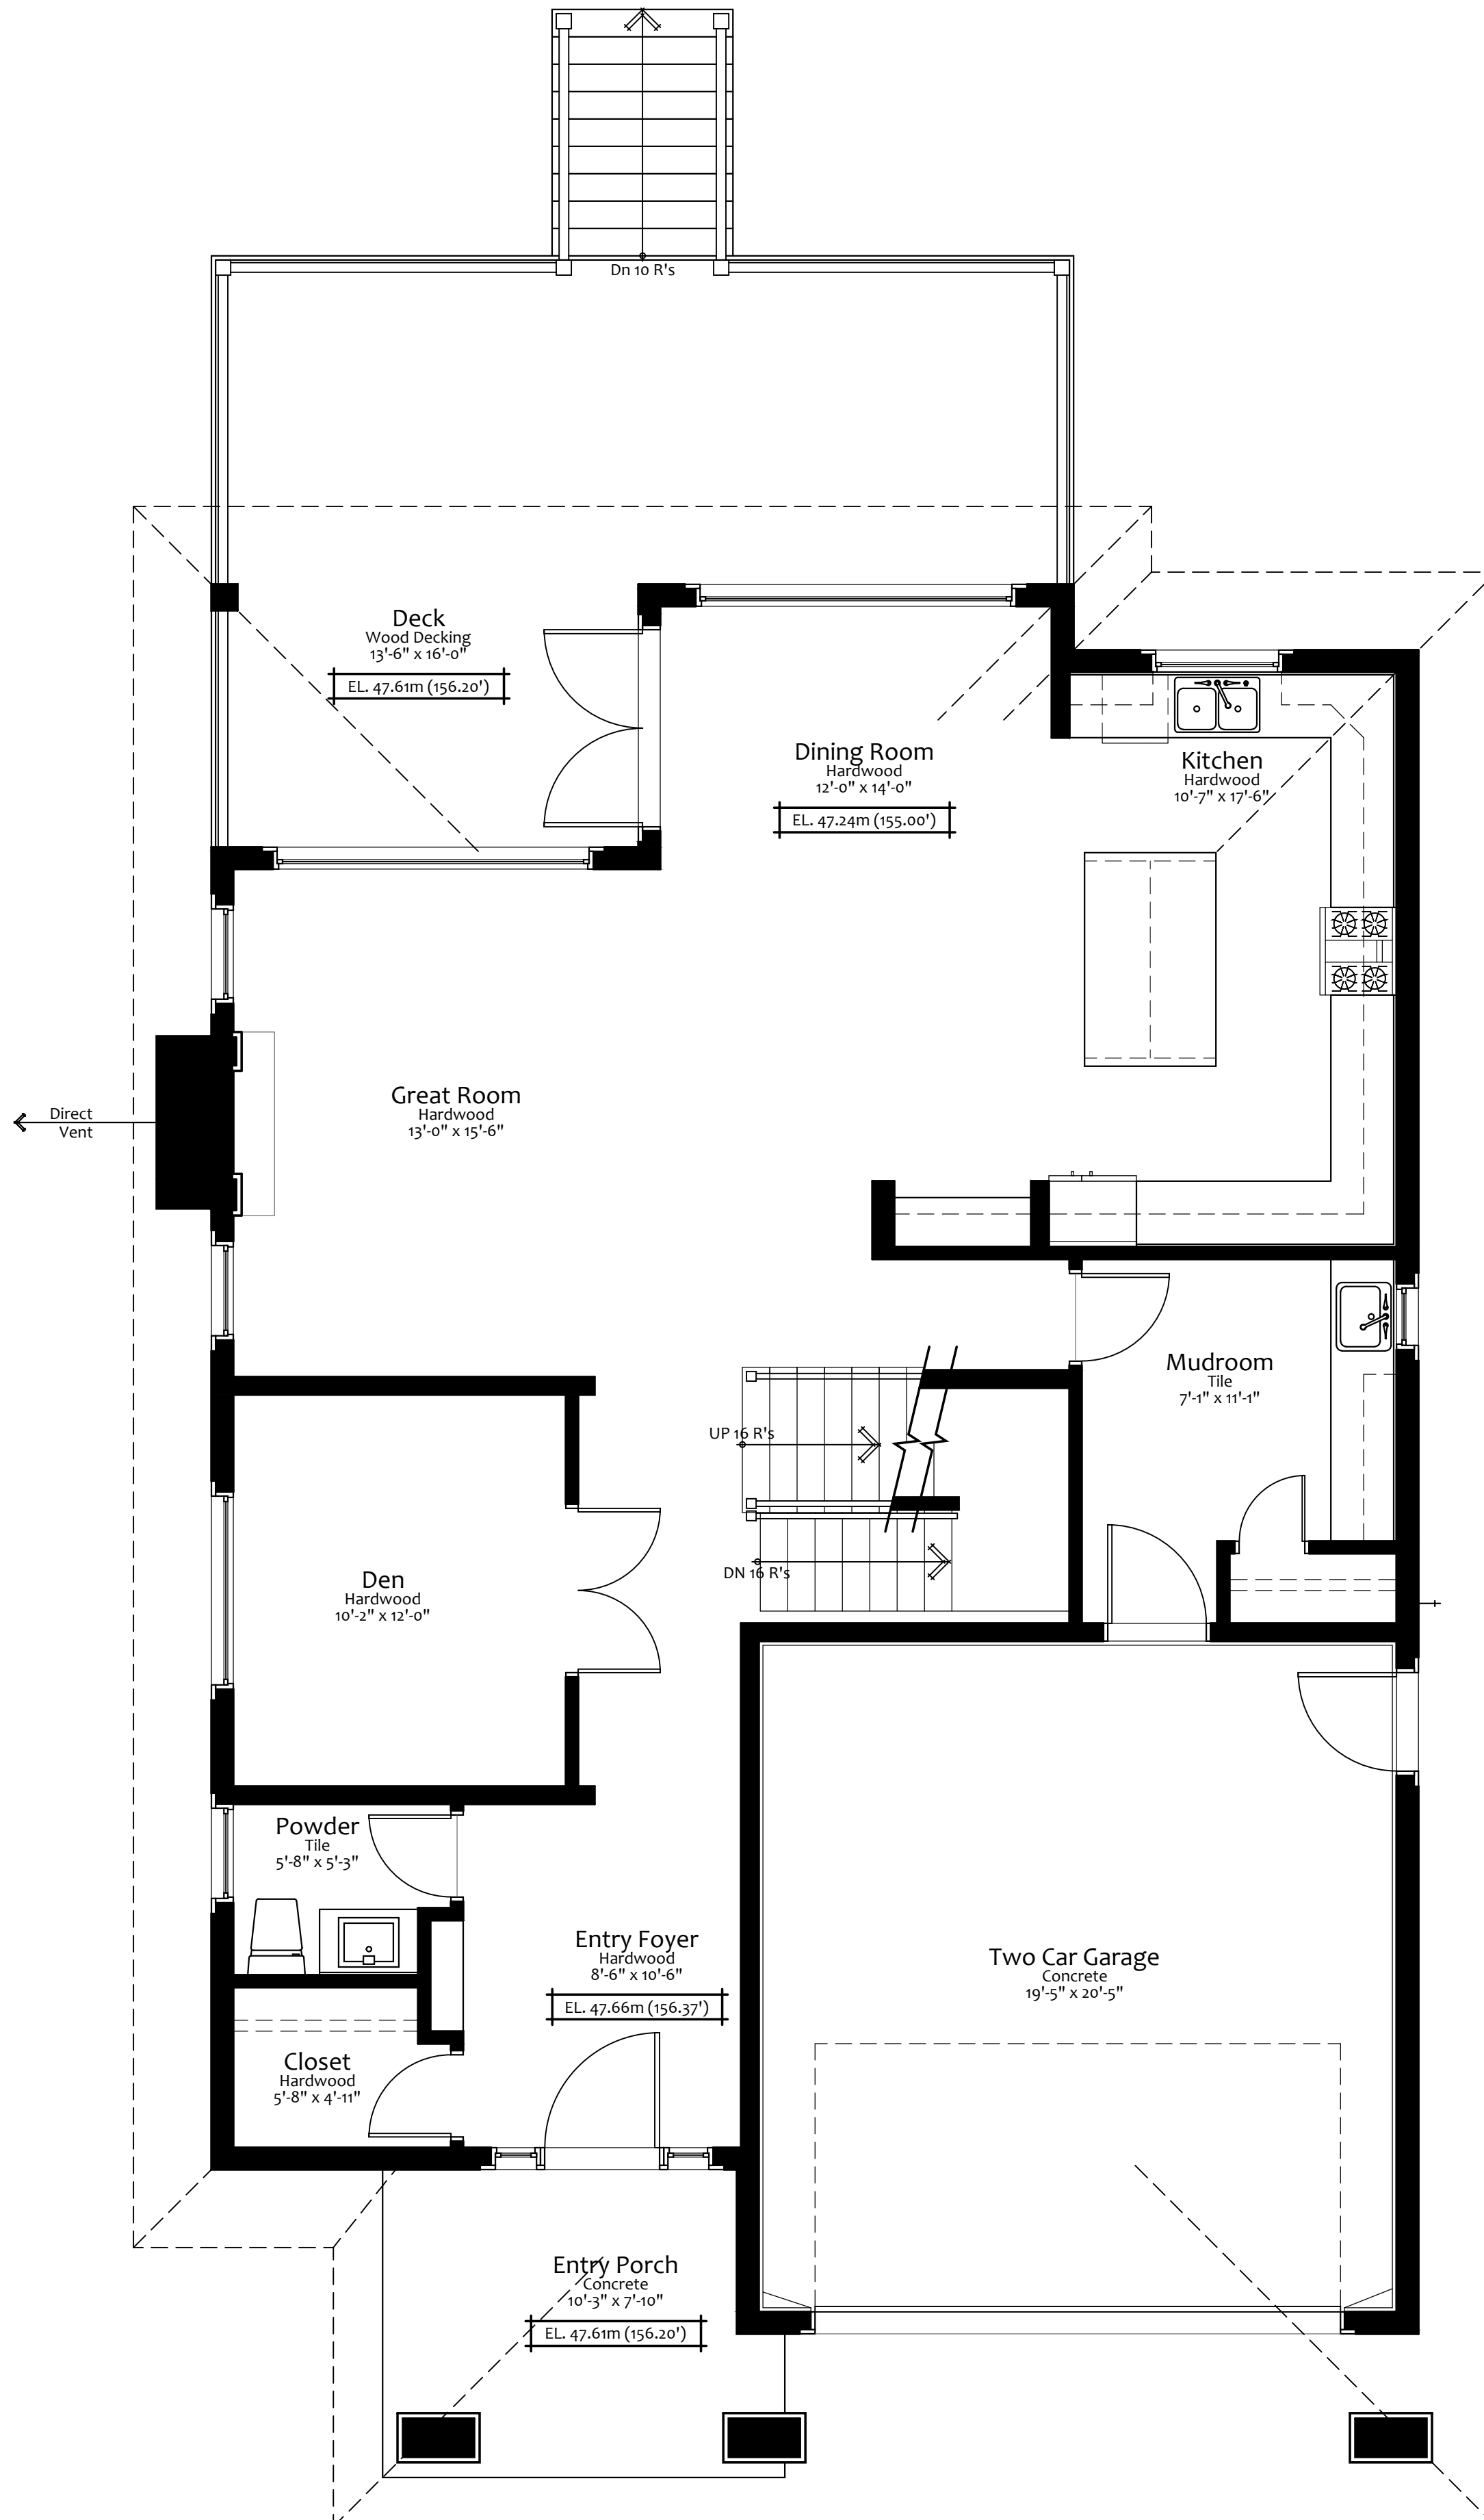 Dn 10 R's
Deck
Wood Decking
13'-6" x 16'-0"
EL. 47.61m (156.20')
Dining Room
Hardwood
12'-0" x 14'-0"
EL. 47.24m (155.00')
Kitchen
Hardwood
10'-7" x 17'-6"
Great Room
Hardwood
13'-0" x 15'-6"
Direct
Vent
Mudroom
Tile
7'-1" x 11'-1"
UP 16 R's
DN 16 R's
Den
Hardwood
10'-2" x 12'-0"
Powder
Tile
5'-8" x 5'-3"
Entry Foyer
Hardwood
8'-6" x 10'-6"
EL. 47.66m (156.37')
Two Car Garage
Concrete
19'-5" x 20'-5"
Closet
Hardwood
5'-8" x 4'-11"
Entry Porch
Concrete
10'-3" x 7'-10"
EL. 47.61m (156.20')